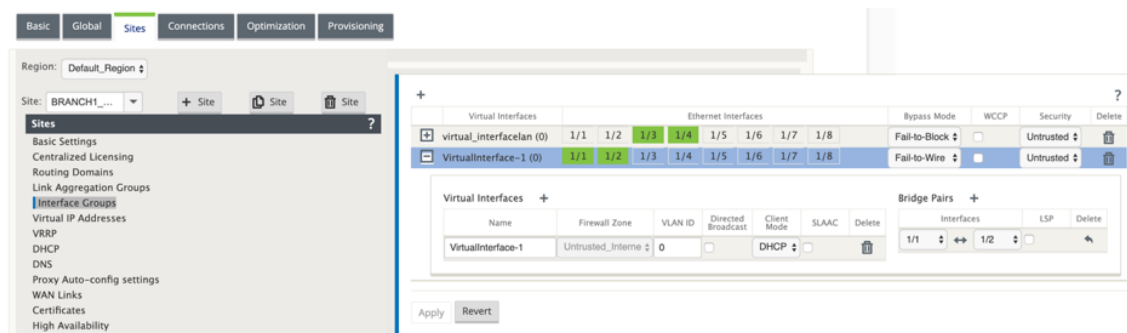 Basic Global Sites Connections Optimization Provisioning
Region: Default_Region
Site: BRANCH1_... + Site Site Site
Sites ?
Basic Settings
Centralized Licensing
Routing Domains
Link Aggregation Groups
Interface Groups
Virtual IP Addresses
VRRP
DHCP
DNS
Proxy Auto-config settings
WAN Links
Certificates
High Availability
+ ?
Virtual Interfaces Ethernet Interfaces Bypass Mode WCCP Security Delete
virtual_interfacelan (0) 1/1 1/2 1/3 1/4 1/5 1/6 1/7 1/8 Fail-to-Block Untrusted
VirtualInterface-1 (0) 1/1 1/2 1/3 1/4 1/5 1/6 1/7 1/8 Fail-to-Wire Untrusted
Virtual Interfaces + Bridge Pairs +
Name Firewall Zone VLAN ID Directed Broadcast Client Mode SLAAC Delete Interfaces LSP Delete
VirtualInterface-1 Untrusted_Interne 0 DHCP 1/1 ↔ 1/2
Apply Revert